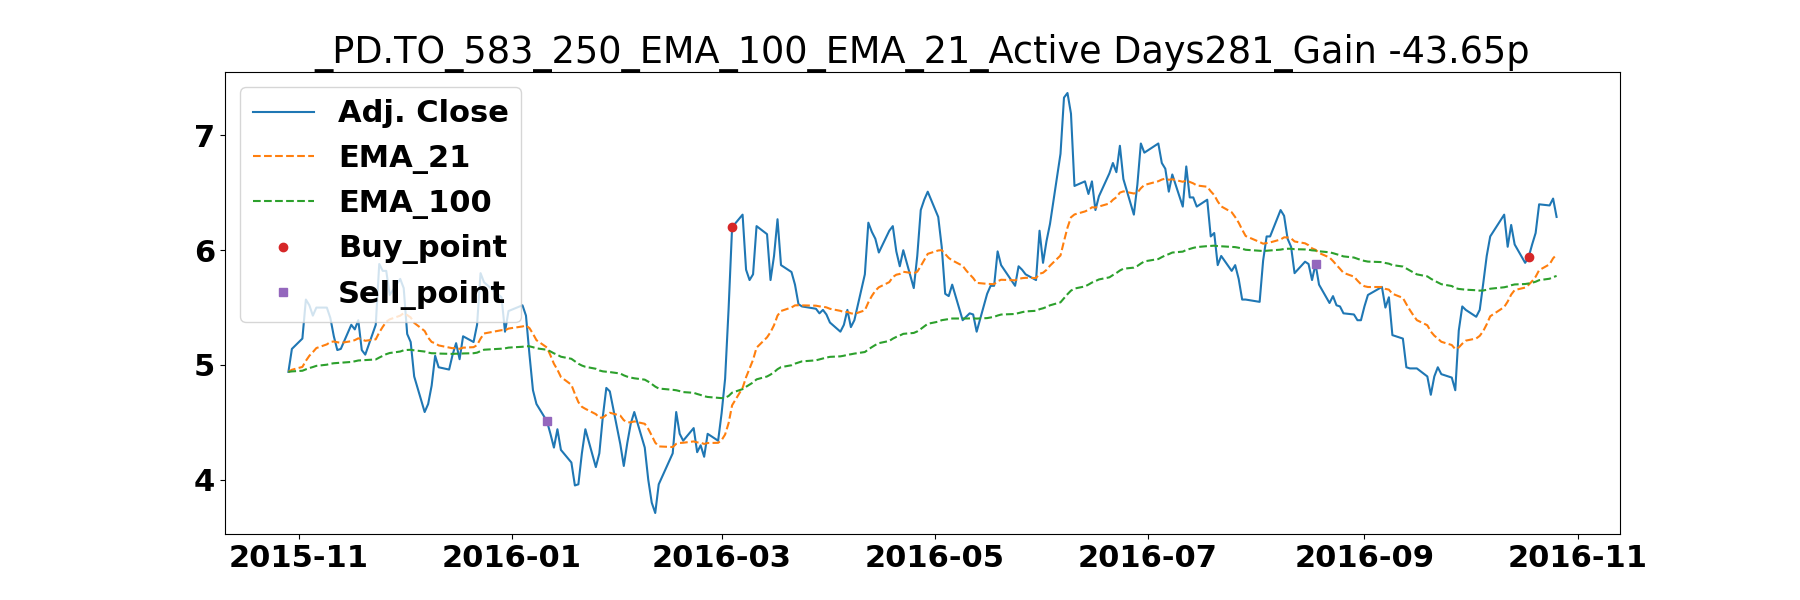 _PD.TO_583_250_EMA_100_EMA_21_Active Days281_Gain -43.65p
Adj. Close
EMA_21
EMA_100
Buy_point
Sell_point
7
6
5
4
2015-11 2016-01 2016-03 2016-05 2016-07 2016-09 2016-11